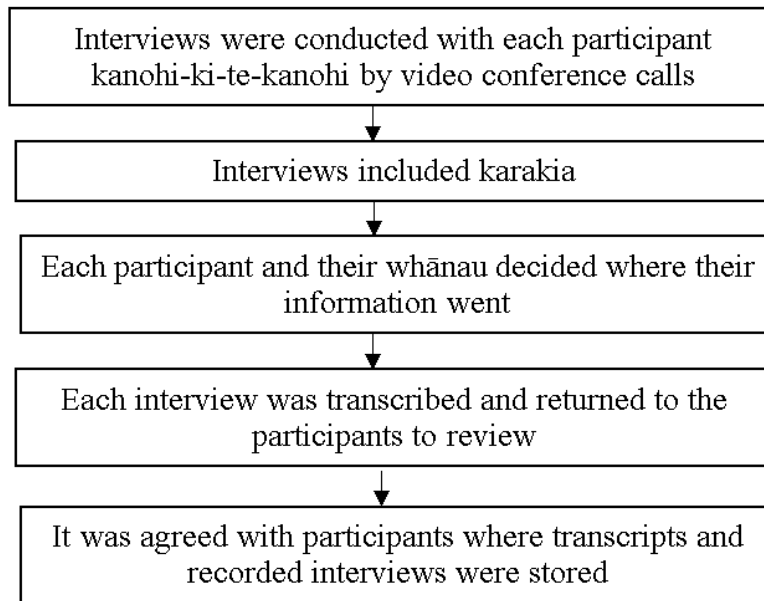 Interviews were conducted with each participant
kanohi-ki-te-kanohi by video conference calls
Interviews included karakia
Each participant and their whānau decided where their
information went
Each interview was transcribed and returned to the
participants to review
It was agreed with participants where transcripts and
recorded interviews were stored